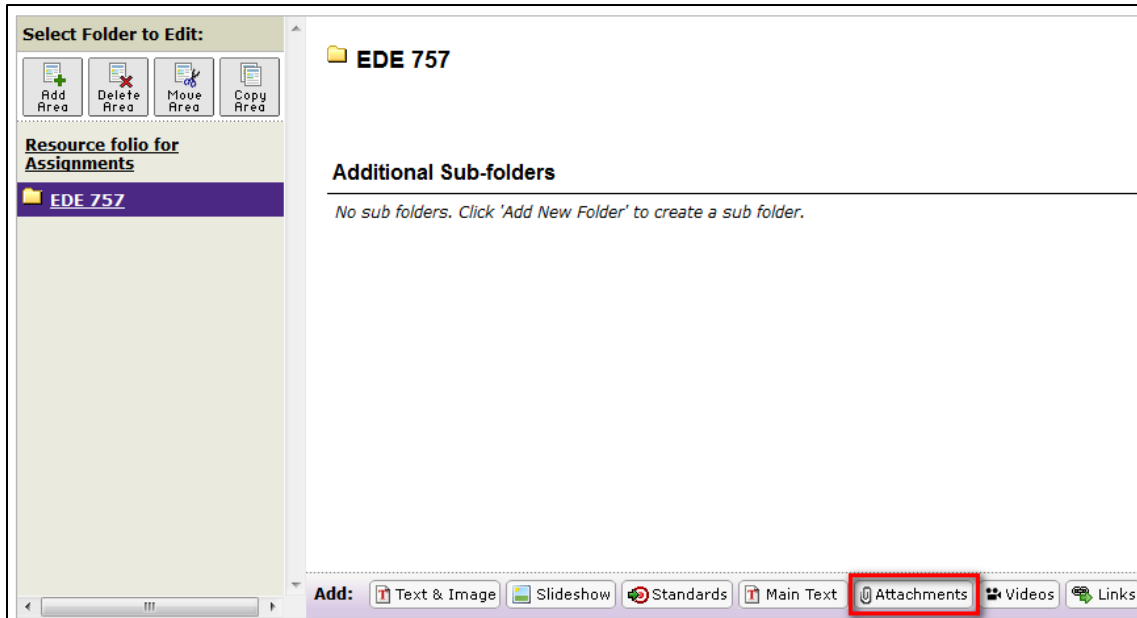 Select Folder to Edit:
Add Area
Delete Area
Move Area
Copy Area
Resource folio for
Assignments
EDE 757
EDE 757
Additional Sub-folders
No sub folders. Click 'Add New Folder' to create a sub folder.
Add: Text & Image Slideshow Standards Main Text Attachments Videos Links